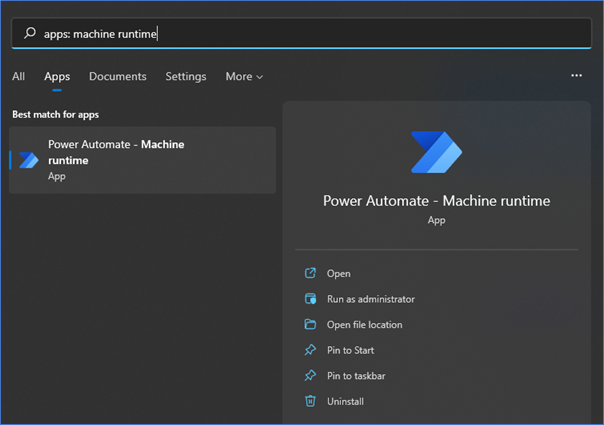 apps: machine runtime
All Apps Documents Settings More
Best match for apps
Power Automate - Machine
runtime
App
Power Automate - Machine runtime
App
Open
Run as administrator
Open file location
Pin to Start
Pin to taskbar
Uninstall